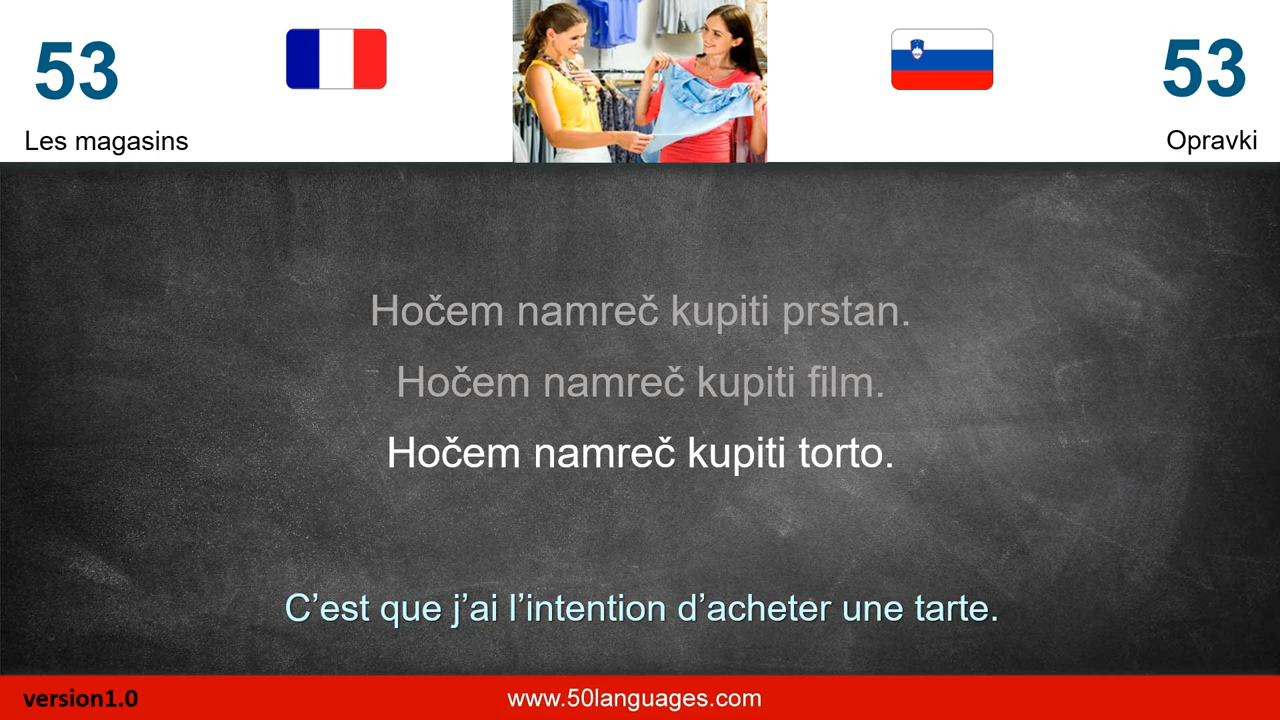 53
53
Les magasins
Opravki
Hočem namreč kupiti prstan.
Hočem namreč kupiti film.
Hočem namreč kupiti torto.
C’est que j’ai l’intention d’acheter une tarte.
version1.0
www.50languages.com